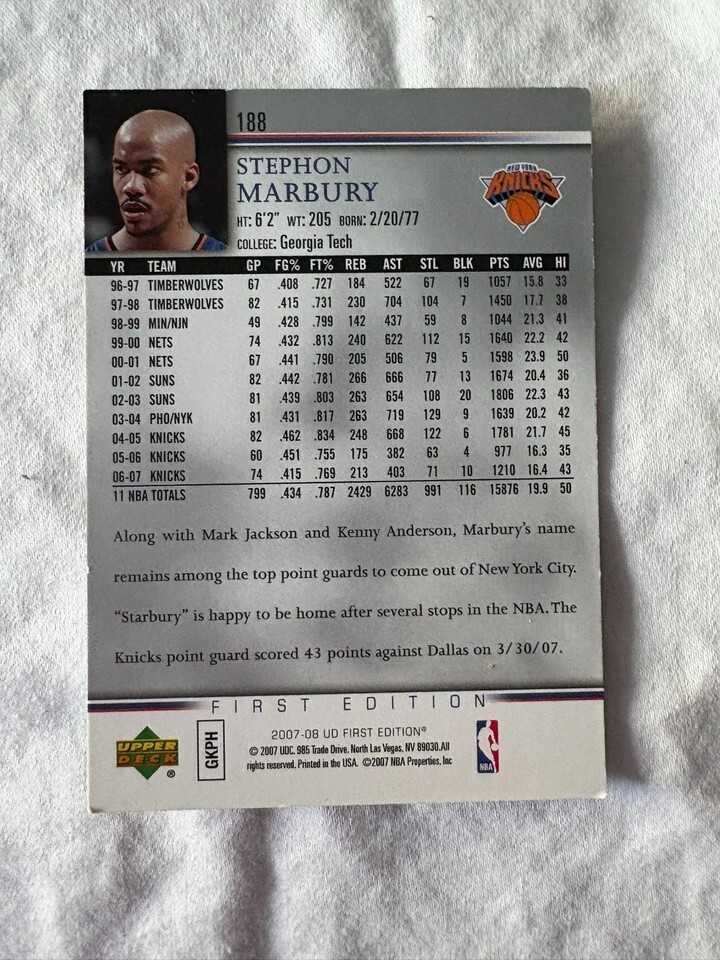 188
STEPHON
MARBURY
HT: 6'2" WT: 205 BORN: 2/20/77
COLLEGE: Georgia Tech
NEW YORK
KNICKS
YR TEAM GP FG% FT% REB AST STL BLK PTS AVG HI
96-97 TIMBERWOLVES 67 .408 .727 184 522 67 19 1057 15.8 33
97-98 TIMBERWOLVES 82 .415 .731 230 704 104 7 1450 17.7 38
98-99 MIN/NJN 49 .428 .799 142 437 59 8 1044 21.3 41
99-00 NETS 74 .432 .813 240 622 112 15 1640 22.2 42
00-01 NETS 67 .441 .790 205 506 79 5 1598 23.9 50
01-02 SUNS 82 .442 .781 266 666 77 13 1674 20.4 36
02-03 SUNS 81 .439 .803 263 654 108 20 1806 22.3 43
03-04 PHO/NYK 81 .431 .817 263 719 129 9 1639 20.2 42
04-05 KNICKS 82 .462 .834 248 668 122 6 1781 21.7 45
05-06 KNICKS 60 .451 .755 175 382 63 4 977 16.3 35
06-07 KNICKS 74 .415 .769 213 403 71 10 1210 16.4 43
11 NBA TOTALS 799 .434 .787 2429 6283 991 116 15876 19.9 50
Along with Mark Jackson and Kenny Anderson, Marbury's name
remains among the top point guards to come out of New York City.
"Starbury" is happy to be home after several stops in the NBA. The
Knicks point guard scored 43 points against Dallas on 3/30/07.
FIRST EDITION
UPPER
DECK
®
GKPH
2007-08 UD FIRST EDITION®
© 2007 UDC. 985 Trade Drive. North Las Vegas, NV 89030. All
rights reserved. Printed in the USA. ©2007 NBA Properties, Inc
NBA